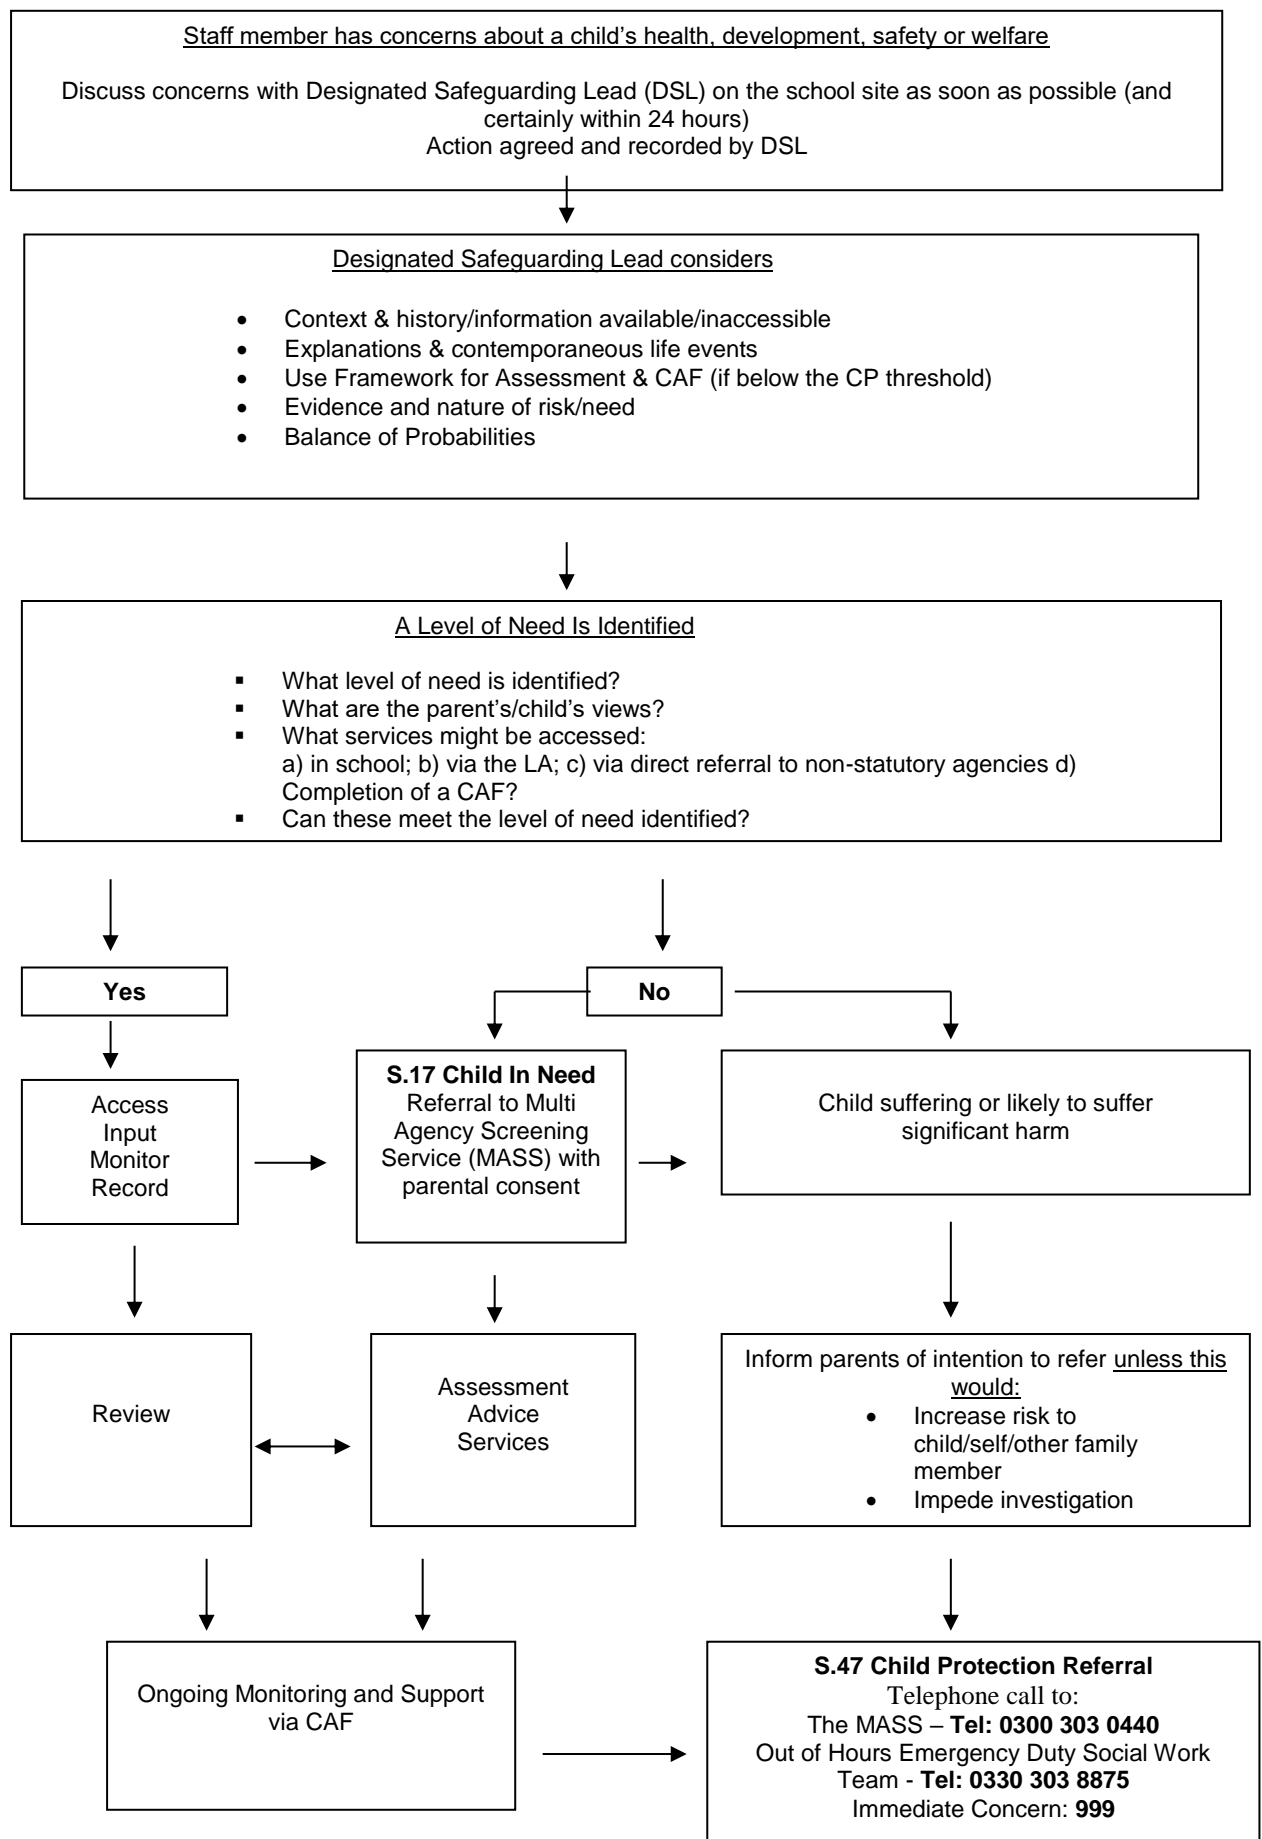 Staff member has concerns about a child's health, development, safety or welfare
Discuss concerns with Designated Safeguarding Lead (DSL) on the school site as soon as possible (and
certainly within 24 hours)
Action agreed and recorded by DSL
Designated Safeguarding Lead considers
• Context & history/information available/inaccessible
• Explanations & contemporaneous life events
• Use Framework for Assessment & CAF (if below the CP threshold)
• Evidence and nature of risk/need
• Balance of Probabilities
A Level of Need Is Identified
▪ What level of need is identified?
▪ What are the parent's/child's views?
▪ What services might be accessed:
a) in school; b) via the LA; c) via direct referral to non-statutory agencies d)
Completion of a CAF?
▪ Can these meet the level of need identified?
Yes
No
Access
Input
Monitor
Record
S.17 Child In Need
Referral to Multi
Agency Screening
Service (MASS) with
parental consent
Child suffering or likely to suffer
significant harm
Review
Assessment
Advice
Services
Inform parents of intention to refer unless this
would:
• Increase risk to
child/self/other family
member
• Impede investigation
Ongoing Monitoring and Support
via CAF
S.47 Child Protection Referral
Telephone call to:
The MASS – Tel: 0300 303 0440
Out of Hours Emergency Duty Social Work
Team - Tel: 0330 303 8875
Immediate Concern: 999